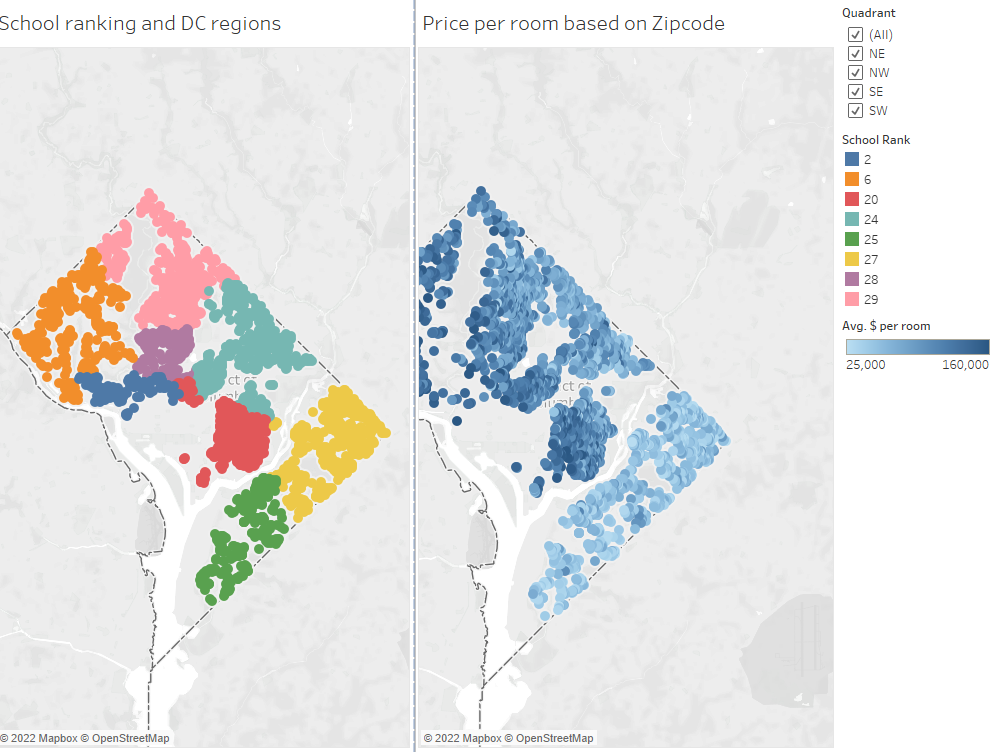 School ranking and DC regions
Price per room based on Zipcode
Quadrant
(All)
NE
NW
SE
SW
School Rank
2
6
20
24
25
27
28
29
Avg. $ per room
25,000 160,000
© 2022 Mapbox © OpenStreetMap
© 2022 Mapbox © OpenStreetMap